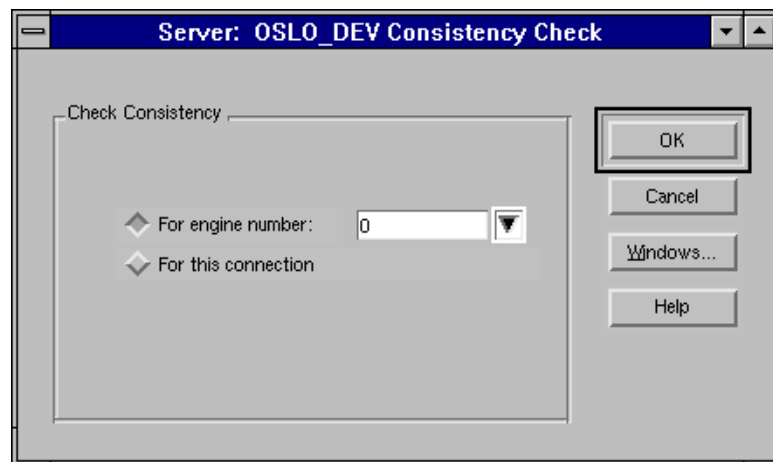 Server: OSLO_DEV Consistency Check
Check Consistency
For engine number: 0
For this connection
OK
Cancel
Windows...
Help